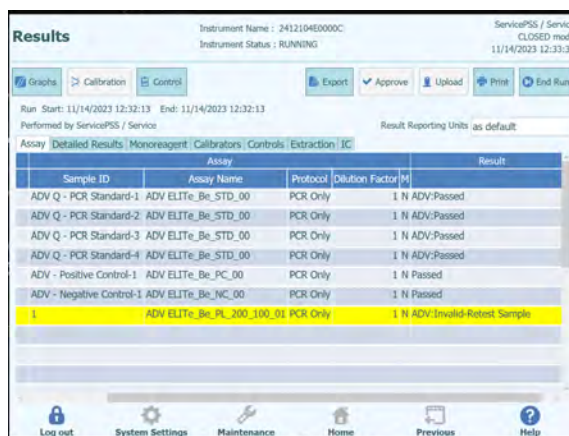 Results
Instrument Name : 2412104E0000C
Instrument Status : RUNNING
ServicePSS / Servic
CLOSED mod
11/14/2023 12:33:3
Graphs
Calibration
Control
Export
Approve
Upload
Print
End Run
Run Start: 11/14/2023 12:32:13 End: 11/14/2023 12:32:13
Performed by ServicePSS / Service
Result Reporting Units as default
Assay Detailed Results Monoreagent Calibrators Controls Extraction IC
Assay Result
Sample ID Assay Name Protocol Dilution Factor M
ADV Q - PCR Standard-1 ADV ELITe_Be_STD_00 PCR Only 1 N ADV:Passed
ADV Q - PCR Standard-2 ADV ELITe_Be_STD_00 PCR Only 1 N ADV:Passed
ADV Q - PCR Standard-3 ADV ELITe_Be_STD_00 PCR Only 1 N ADV:Passed
ADV Q - PCR Standard-4 ADV ELITe_Be_STD_00 PCR Only 1 N ADV:Passed
ADV - Positive Control-1 ADV ELITe_Be_PC_00 PCR Only 1 N Passed
ADV - Negative Control-1 ADV ELITe_Be_NC_00 PCR Only 1 N Passed
1 ADV ELITe_Be_PL_200_100_01 PCR Only 1 N ADV:Invalid-Retest Sample
Log out
System Settings
Maintenance
Home
Previous
Help